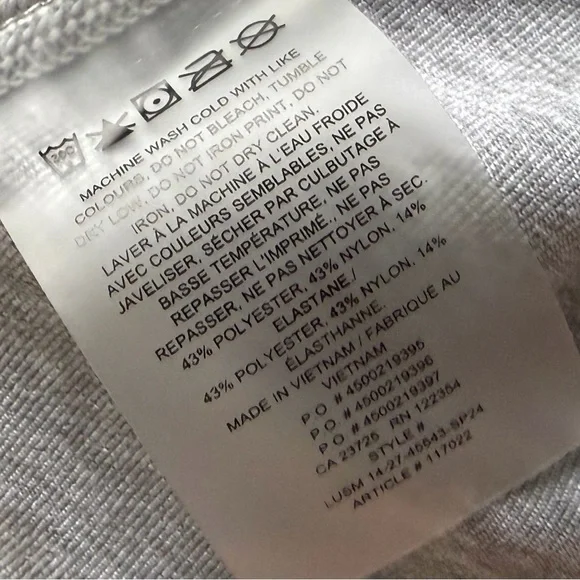 MACHINE WASH COLD WITH LIKE
COLOURS, DO NOT BLEACH, TUMBLE
DRY LOW, DO NOT IRON PRINT, DO NOT
IRON. DO NOT DRY CLEAN.
LAVER À LA MACHINE À L'EAU FROIDE
AVEC COULEURS SEMBLABLES, NE PAS
JAVELISER, SÉCHER PAR CULBUTAGE À
BASSE TEMPÉRATURE, NE PAS
REPASSER L'IMPRIMÉ., NE PAS
REPASSER, NE PAS NETTOYER À SEC.
43% POLYESTER, 43% NYLON, 14%
ELASTANE./
43% POLYESTER, 43% NYLON, 14%
ÉLASTHANNE.
MADE IN VIETNAM / FABRIQUÉ AU
VIETNAM
P O # 4500219395
P O # 4500219396
P O # 4500219397
CA 23725 RN 122354
STYLE #
LUSM 14-27-45543-SP24
ARTICLE # 117022